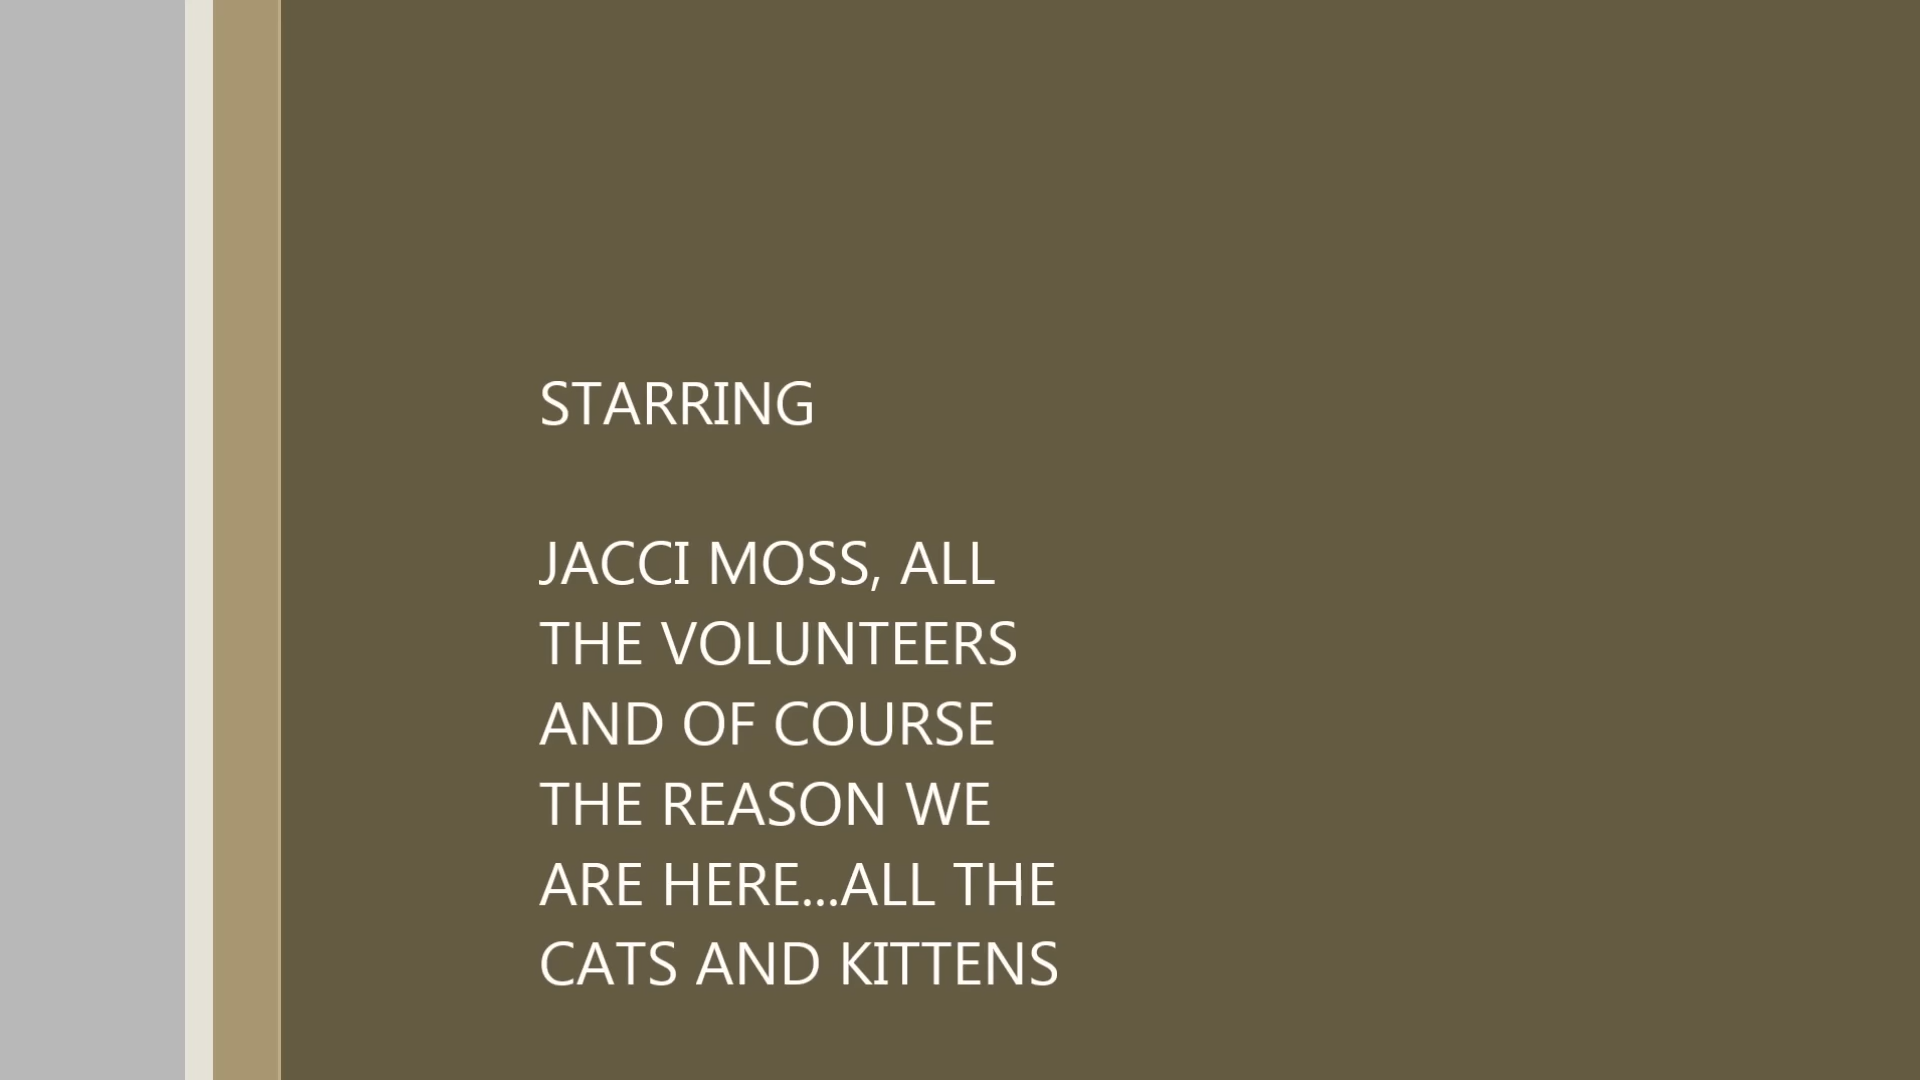 STARRING
JACCI MOSS, ALL
THE VOLUNTEERS
AND OF COURSE
THE REASON WE
ARE HERE...ALL THE
CATS AND KITTENS